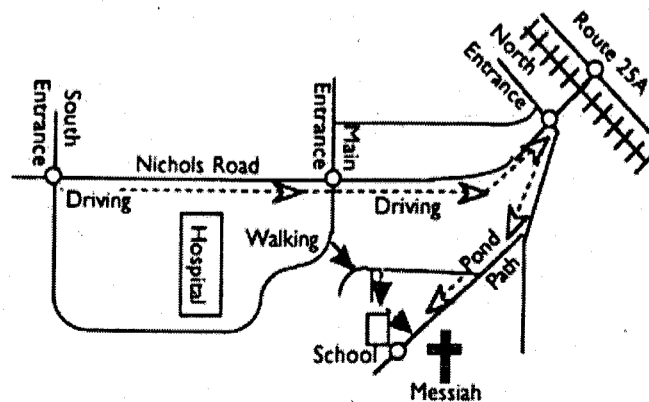 Route 25A
North
Entrance
South
Entrance
Main
Entrance
Nichols Road
Driving
Driving
Hospital
Walking
Pond
Path
School
Messiah